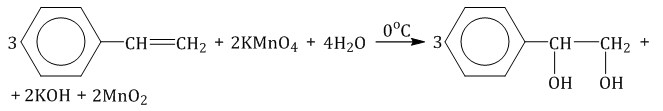 3 CH=CH₂ + 2KMnO₄ + 4H₂O 0°C 3 CH—CH₂ +
OH OH
+ 2KOH + 2MnO₂